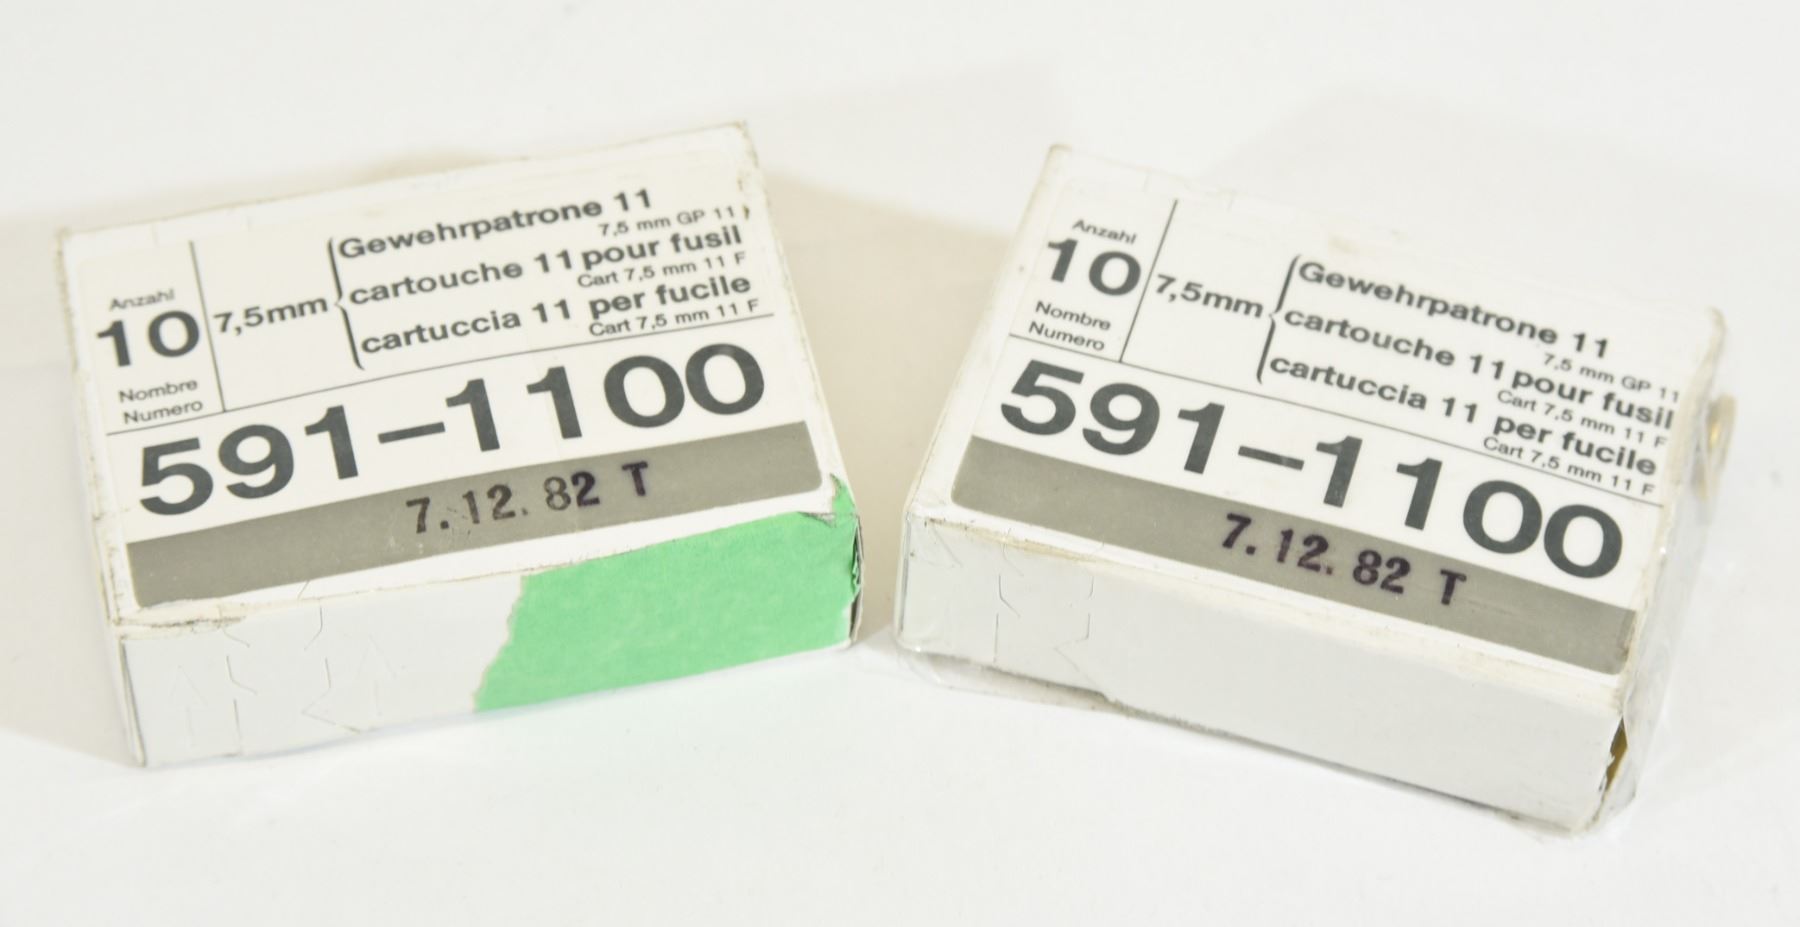 Anzahl
10
Nombre
Numero
7,5mm
Gewehrpatrone 11
7,5 mm GP 11
cartouche 11 pour fusil
Cart 7,5 mm 11 F
cartuccia 11 per fucile
Cart 7,5 mm 11 F
591-1100
7.12.82 T
Anzahl
10
Nombre
Numero
7,5mm
Gewehrpatrone 11
7,5 mm GP 11
cartouche 11 pour fusil
Cart 7,5 mm 11 F
cartuccia 11 per fucile
Cart 7,5 mm 11 F
591-1100
7.12.82 T